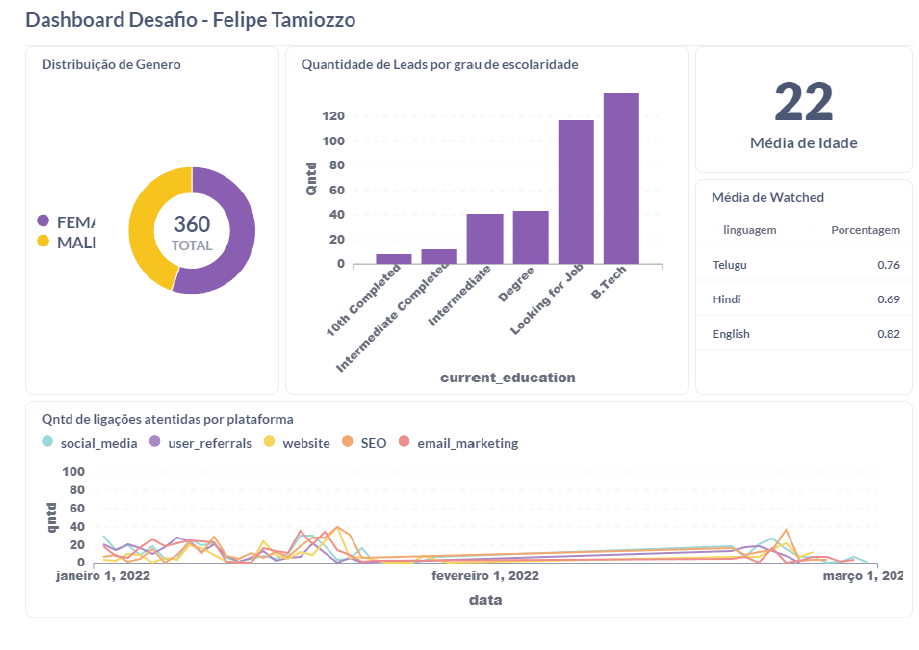 Dashboard Desafio - Felipe Tamiozzo
Distribuição de Genero
FEMA
MALI
360
TOTAL
Quantidade de Leads por grau de escolaridade
Qntd
120
100
80
60
40
20
0
10th Completed
Intermediate Completed
Intermediate
Degree
Looking for Job
B.Tech
current_education
22
Média de Idade
Média de Watched
linguagem Porcentagem
Telugu 0.76
Hindi 0.69
English 0.82
Qntd de ligações atentidas por plataforma
social_media user_referrals website SEO email_marketing
qntd
100
80
60
40
20
0
janeiro 1, 2022 fevereiro 1, 2022 março 1, 202
data